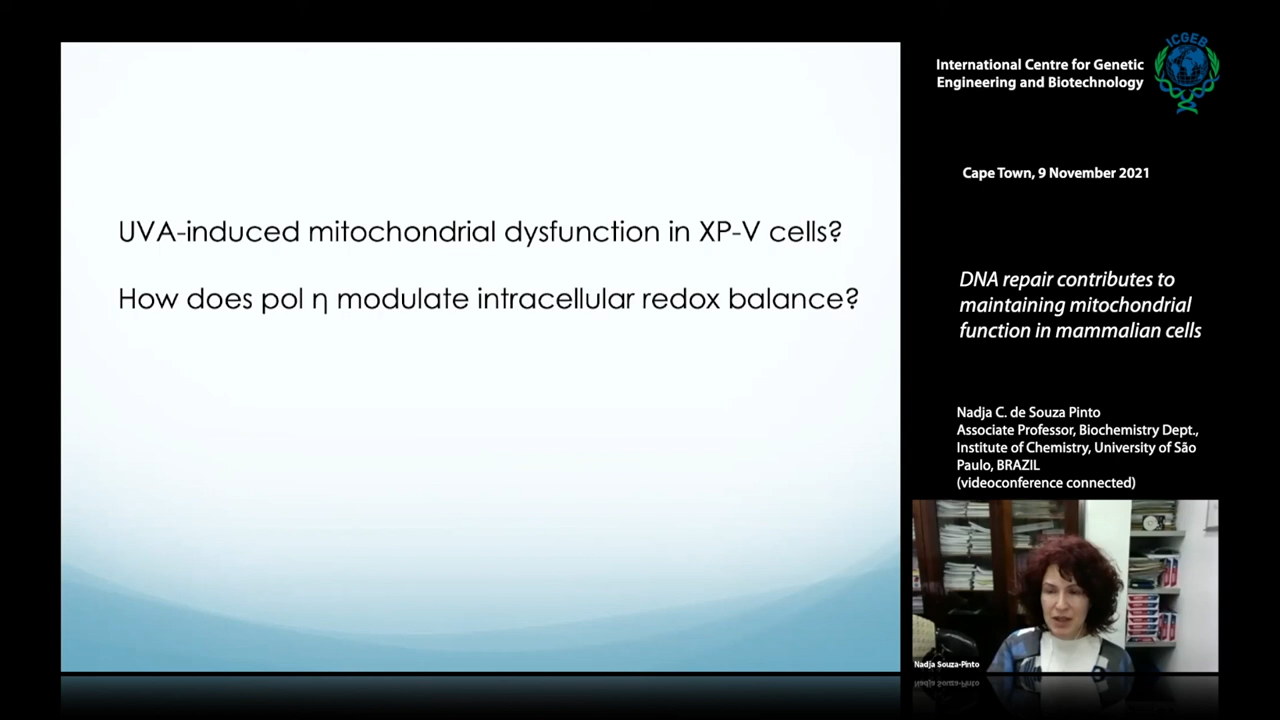 UVA-induced mitochondrial dysfunction in XP-V cells?
How does pol η modulate intracellular redox balance?
ICGEB
International Centre for Genetic
Engineering and Biotechnology
Cape Town, 9 November 2021
DNA repair contributes to
maintaining mitochondrial
function in mammalian cells
Nadja C. de Souza Pinto
Associate Professor, Biochemistry Dept.,
Institute of Chemistry, University of São
Paulo, BRAZIL
(videoconference connected)
Nadja Souza-Pinto